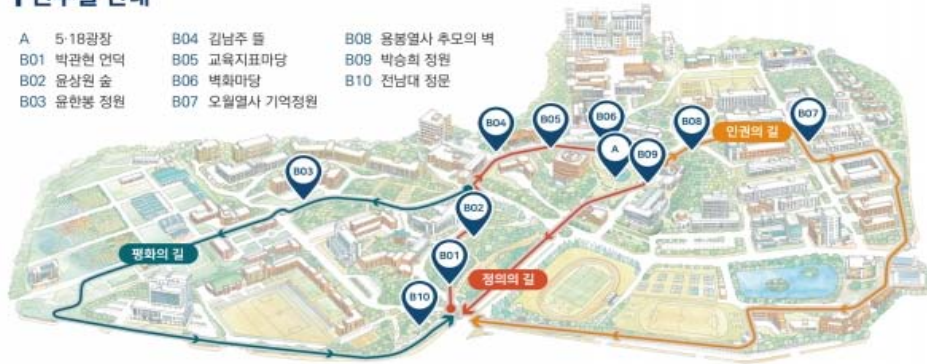 A 5·18광장
B01 박관현 언덕
B02 윤상원 숲
B03 윤한봉 정원
B04 김남주 뜰
B05 교육지표마당
B06 벽화마당
B07 오월열사 기억정원
B08 용봉열사 추모의 벽
B09 박승희 정원
B10 전남대 정문
B04
B05
B06
A
B09
B08
인권의 길
B07
B03
B02
평화의 길
B01
정의의 길
B10